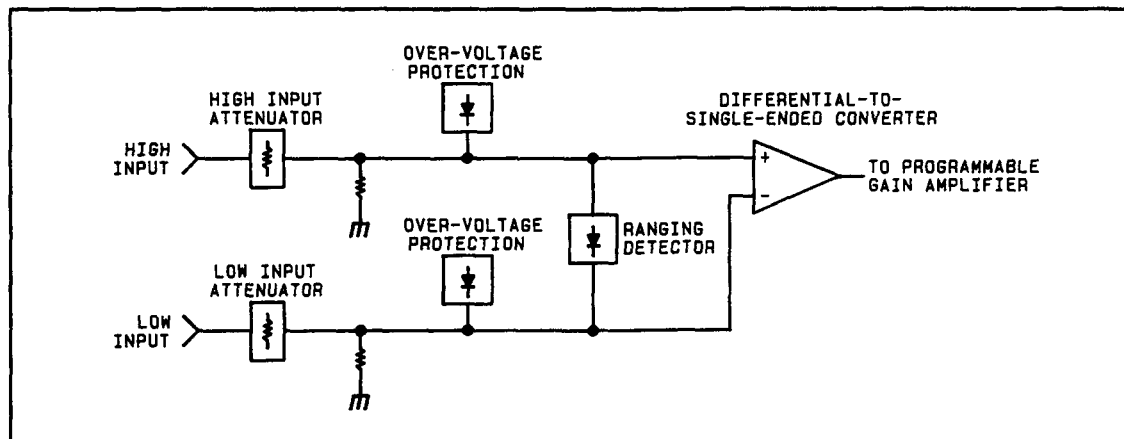 OVER-VOLTAGE
PROTECTION
HIGH INPUT
ATTENUATOR
DIFFERENTIAL-TO-
SINGLE-ENDED CONVERTER
HIGH
INPUT
+
-
TO PROGRAMMABLE
GAIN AMPLIFIER
OVER-VOLTAGE
PROTECTION
RANGING
DETECTOR
LOW INPUT
ATTENUATOR
LOW
INPUT